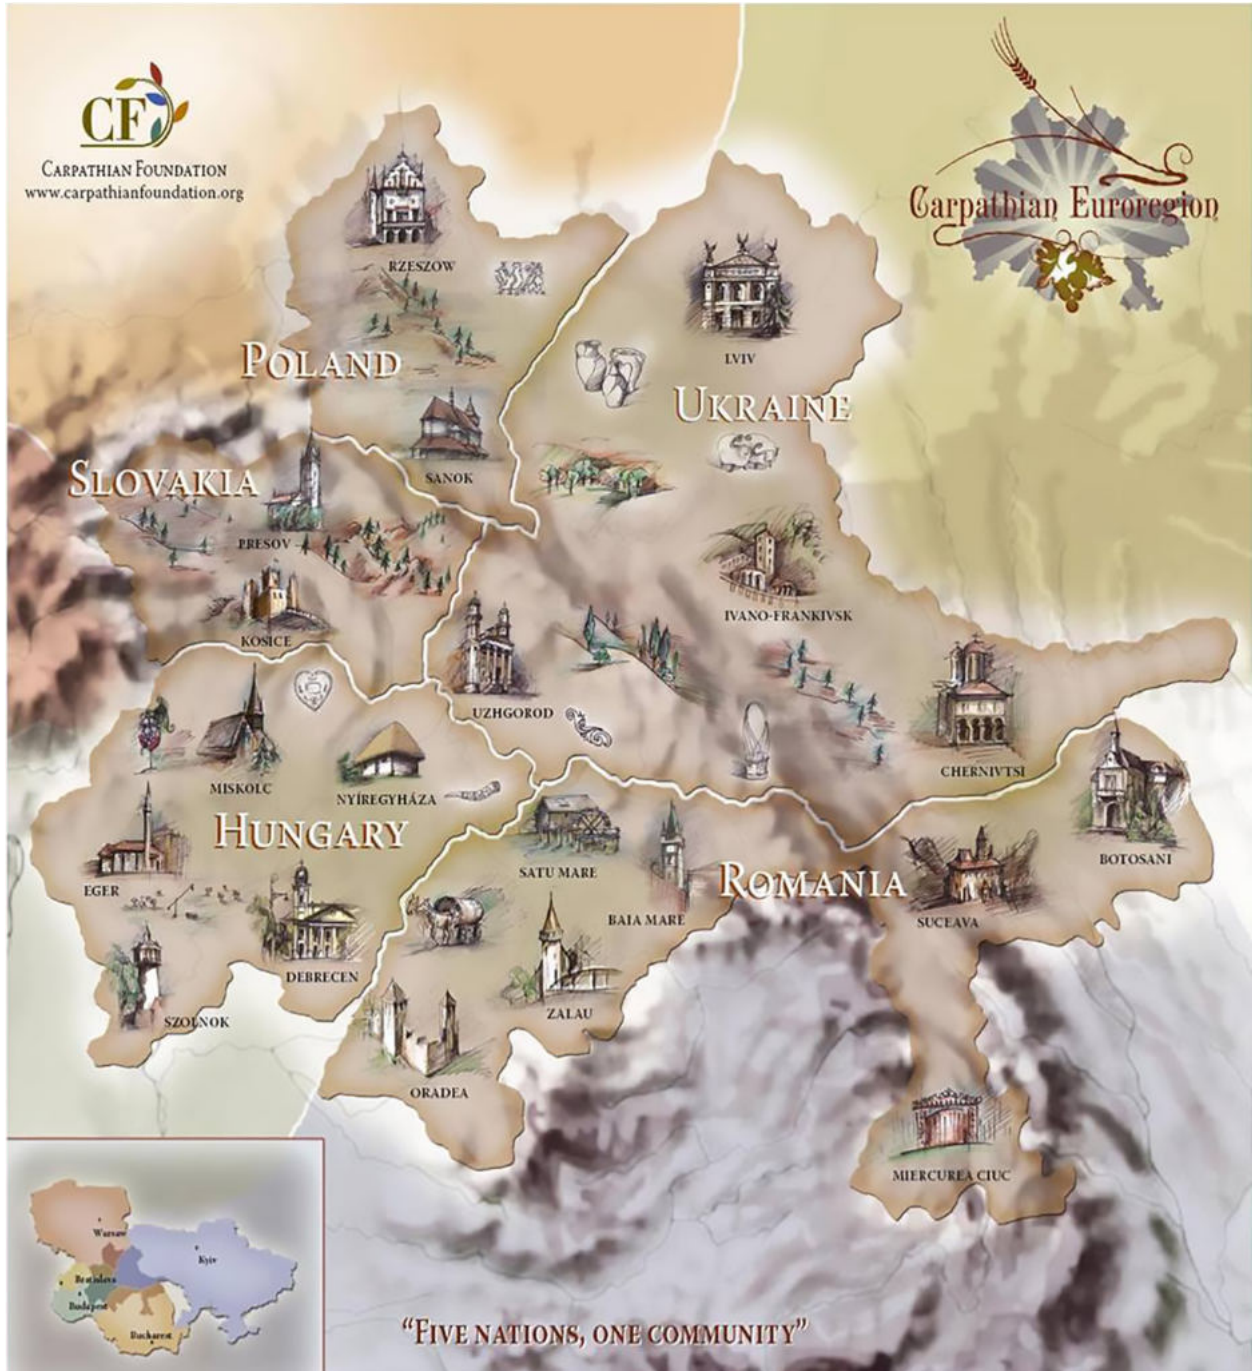 CF
CARPATHIAN FOUNDATION
www.carpathianfoundation.org
Carpathian Euroregion
RZESZOW
LVIV
POLAND
UKRAINE
SANOK
SLOVAKIA
PRESOV
IVANO-FRANKIVSK
KOSICE
UZHGOROD
CHERNIVTSI
MISKOLC
NYÍREGYHÁZA
HUNGARY
SATU MARE
BOTOSANI
EGER
ROMANIA
BAIA MARE
SUCEAVA
DEBRECEN
ZALAU
SZOLNOK
ORADEA
MIERCUREA CIUC
Warsaw
Kyiv
Bratislava
Budapest
Bucharest
"FIVE NATIONS, ONE COMMUNITY"